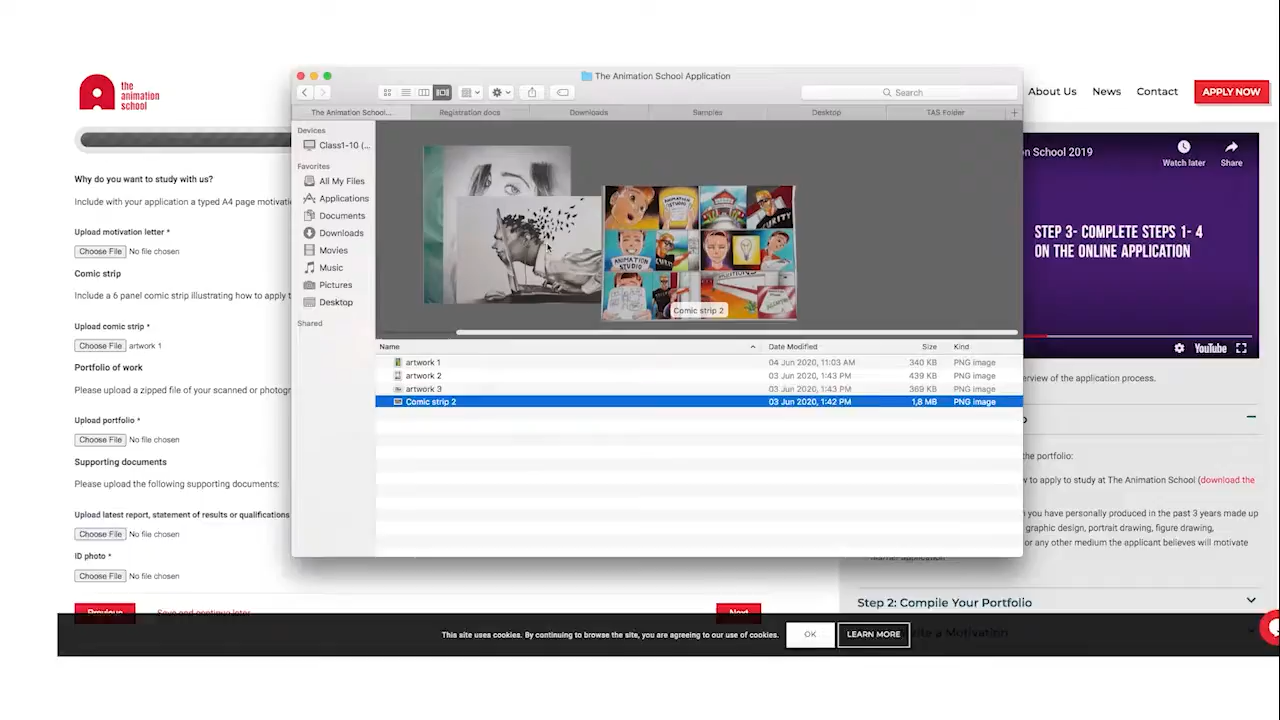 the
animation
school
Why do you want to study with us?
Include with your application a typed A4 page motivatio
Upload motivation letter *
Choose File No file chosen
Comic strip
Include a 6 panel comic strip illustrating how to apply t
Upload comic strip *
Choose File artwork 1
Portfolio of work
Please upload a zipped file of your scanned or photogr
Upload portfolio *
Choose File No file chosen
Supporting documents
Please upload the following supporting documents:
Upload latest report, statement of results or qualifications
Choose File No file chosen
ID photo *
Choose File No file chosen
Previous Save and continue later Next
The Animation School Application
Search
The Animation School... Registration docs Downloads Samples Desktop TAS Folder
Devices
Class1-10 (...
Favorites
All My Files
Applications
Documents
Downloads
Movies
Music
Pictures
Desktop
Shared
ANIMATION
STUDIO
ANIMATION
STUDIO
Comic strip 2
Name Date Modified Size Kind
artwork 1 04 Jun 2020, 11:03 AM 340 KB PNG image
artwork 2 03 Jun 2020, 1:43 PM 439 KB PNG image
artwork 3 03 Jun 2020, 1:43 PM 369 KB PNG image
Comic strip 2 03 Jun 2020, 1:42 PM 1,8 MB PNG image
About Us News Contact APPLY NOW
on School 2019
Watch later Share
STEP 3- COMPLETE STEPS 1- 4
ON THE ONLINE APPLICATION
YouTube
erview of the application process.
o
the portfolio:
w to apply to study at The Animation School (download the
n you have personally produced in the past 3 years made up
graphic design, portrait drawing, figure drawing,
or any other medium the applicant believes will motivate
Step 2: Compile Your Portfolio
ite a Motivation
This site uses cookies. By continuing to browse the site, you are agreeing to our use of cookies. OK LEARN MORE